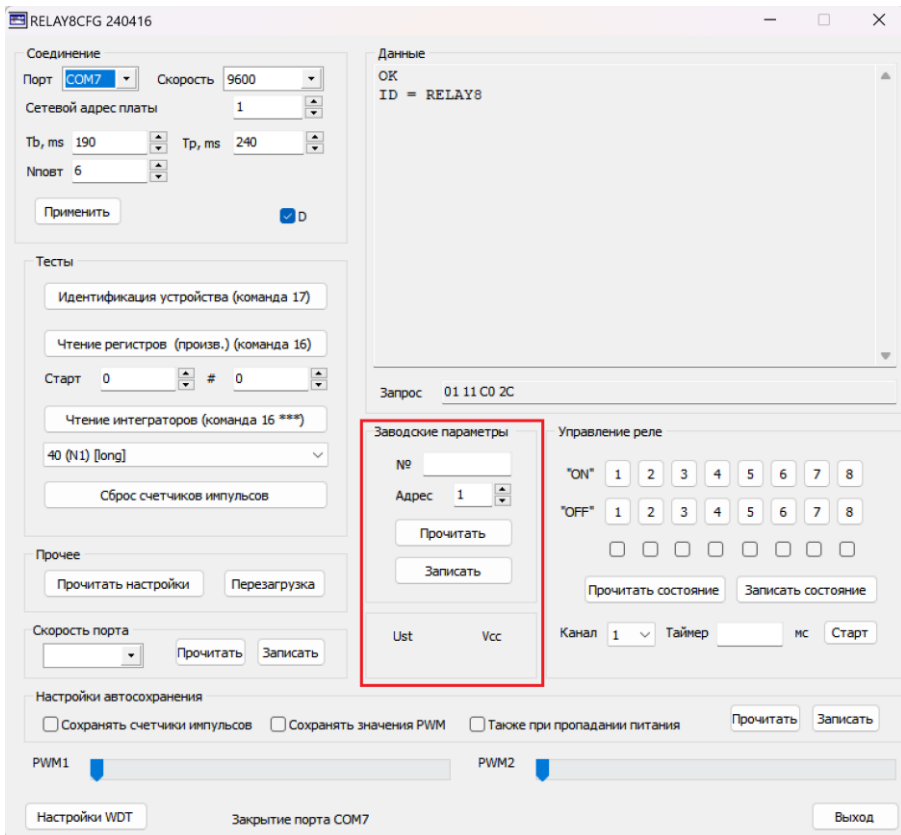 RELAY8CFG 240416
Соединение
Порт COM7 Скорость 9600
Сетевой адрес платы 1
Tb, ms 190 Tp, ms 240
Nповт 6
Применить D
Данные
OK
ID = RELAY8
Запрос 01 11 C0 2C
Тесты
Идентификация устройства (команда 17)
Чтение регистров (произв.) (команда 16)
Старт 0 # 0
Чтение интеграторов (команда 16 ***)
40 (N1) [long]
Сброс счетчиков импульсов
Прочее
Прочитать настройки Перезагрузка
Скорость порта
Прочитать Записать
Заводские параметры
№
Адрес 1
Прочитать
Записать
Ust Vcc
Управление реле
"ON" 1 2 3 4 5 6 7 8
"OFF" 1 2 3 4 5 6 7 8
Прочитать состояние Записать состояние
Канал 1 Таймер мс Старт
Настройки автосохранения
Сохранять счетчики импульсов Сохранять значения PWM Также при пропадании питания Прочитать Записать
PWM1 PWM2
Настройки WDT Закрытие порта COM7 Выход